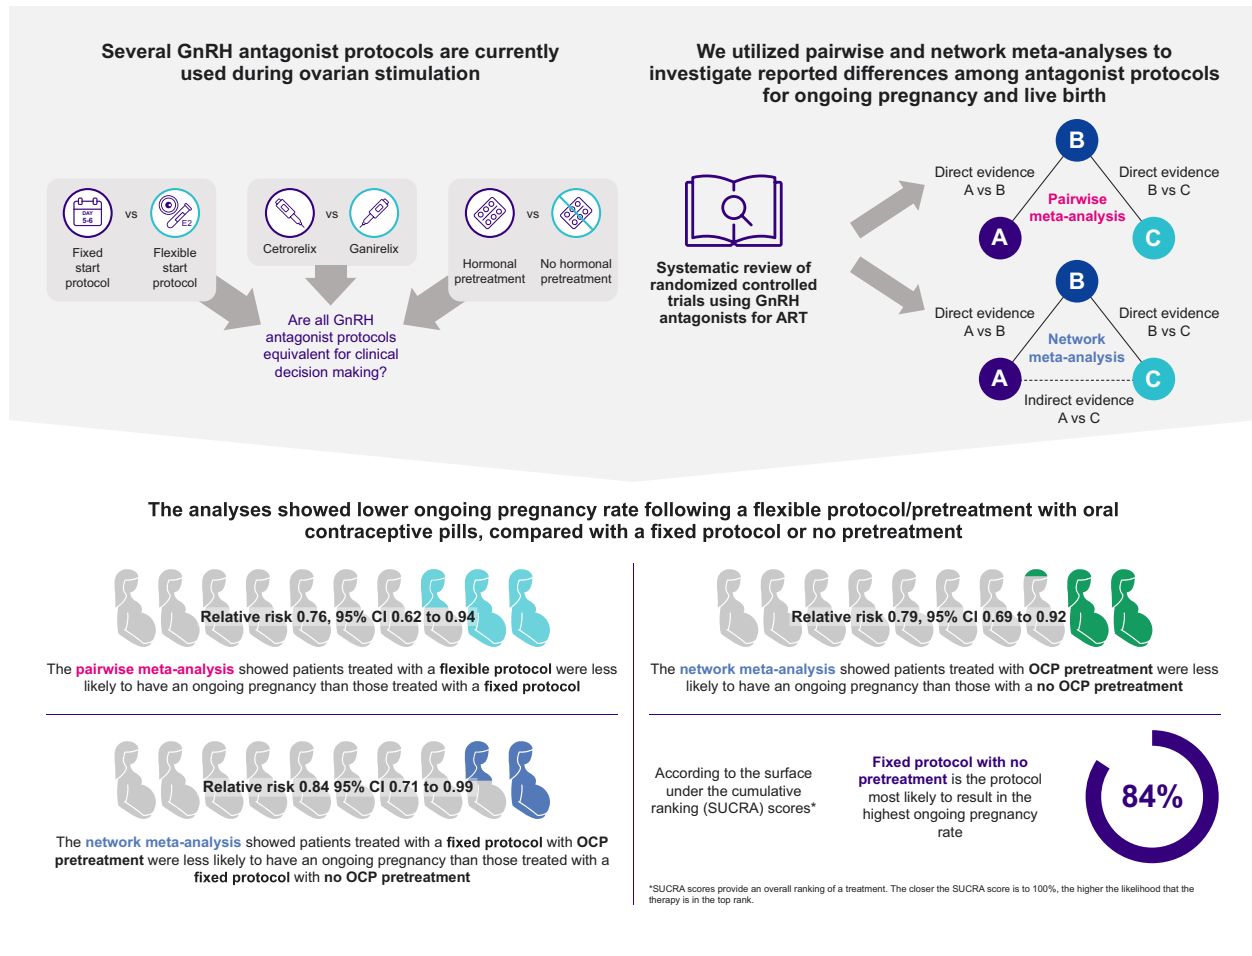 Several GnRH antagonist protocols are currently
used during ovarian stimulation
DAY
5-6
vs
E2
Fixed
start
protocol
Flexible
start
protocol
vs
Cetrorelix
Ganirelix
vs
Hormonal
pretreatment
No hormonal
pretreatment
Are all GnRH
antagonist protocols
equivalent for clinical
decision making?
We utilized pairwise and network meta-analyses to
investigate reported differences among antagonist protocols
for ongoing pregnancy and live birth
Systematic review of
randomized controlled
trials using GnRH
antagonists for ART
B
Direct evidence
A vs B
Direct evidence
B vs C
Pairwise
meta-analysis
A
C
B
Direct evidence
A vs B
Direct evidence
B vs C
Network
meta-analysis
A
C
Indirect evidence
A vs C
The analyses showed lower ongoing pregnancy rate following a flexible protocol/pretreatment with oral
contraceptive pills, compared with a fixed protocol or no pretreatment
Relative risk 0.76, 95% CI 0.62 to 0.94
The pairwise meta-analysis showed patients treated with a flexible protocol were less
likely to have an ongoing pregnancy than those treated with a fixed protocol
Relative risk 0.84 95% CI 0.71 to 0.99
The network meta-analysis showed patients treated with a fixed protocol with OCP
pretreatment were less likely to have an ongoing pregnancy than those treated with a
fixed protocol with no OCP pretreatment
Relative risk 0.79, 95% CI 0.69 to 0.92
The network meta-analysis showed patients treated with OCP pretreatment were less
likely to have an ongoing pregnancy than those with a no OCP pretreatment
According to the surface
under the cumulative
ranking (SUCRA) scores*
Fixed protocol with no
pretreatment is the protocol
most likely to result in the
highest ongoing pregnancy
rate
84%
*SUCRA scores provide an overall ranking of a treatment. The closer the SUCRA score is to 100%, the higher the likelihood that the
therapy is in the top rank.